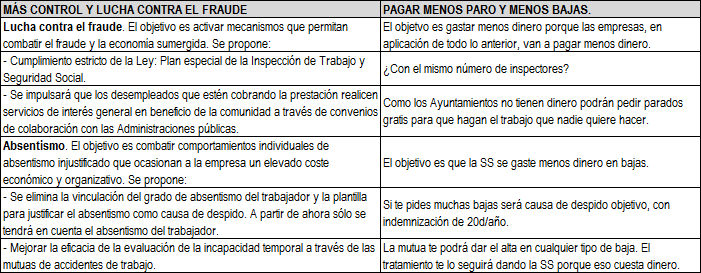 MÁS CONTROL Y LUCHA CONTRA EL FRAUDE
PAGAR MENOS PARO Y MENOS BAJAS.
Lucha contra el fraude. El objetivo es activar mecanismos que permitan
combatir el fraude y la economía sumergida. Se propone:
El objetvo es gastar menos dinero porque las empresas, en
aplicación de todo lo anterior, van a pagar menos dinero.
- Cumplimiento estricto de la Ley: Plan especial de la Inspección de Trabajo y
Seguridad Social.
¿Con el mismo número de inspectores?
- Se impulsará que los desempleados que estén cobrando la prestación realicen
servicios de interés general en beneficio de la comunidad a través de convenios
de colaboración con las Administraciones públicas.
Como los Ayuntamientos no tienen dinero podrán pedir parados
gratis para que hagan el trabajo que nadie quiere hacer.
Absentismo. El objetivo es combatir comportamientos individuales de
absentismo injustificado que ocasionan a la empresa un elevado coste
económico y organizativo. Se propone:
El objetivo es que la SS se gaste menos dinero en bajas.
- Se elimina la vinculación del grado de absentismo del trabajador y la plantilla
para justificar el absentismo como causa de despido. A partir de ahora sólo se
tendrá en cuenta el absentismo del trabajador.
Si te pides muchas bajas será causa de despido objetivo, con
indemnización de 20d/año.
- Mejorar la eficacia de la evaluación de la incapacidad temporal a través de las
mutuas de accidentes de trabajo.
La mutua te podrá dar el alta en cualquier tipo de baja. El
tratamiento te lo seguirá dando la SS porque eso cuesta dinero.